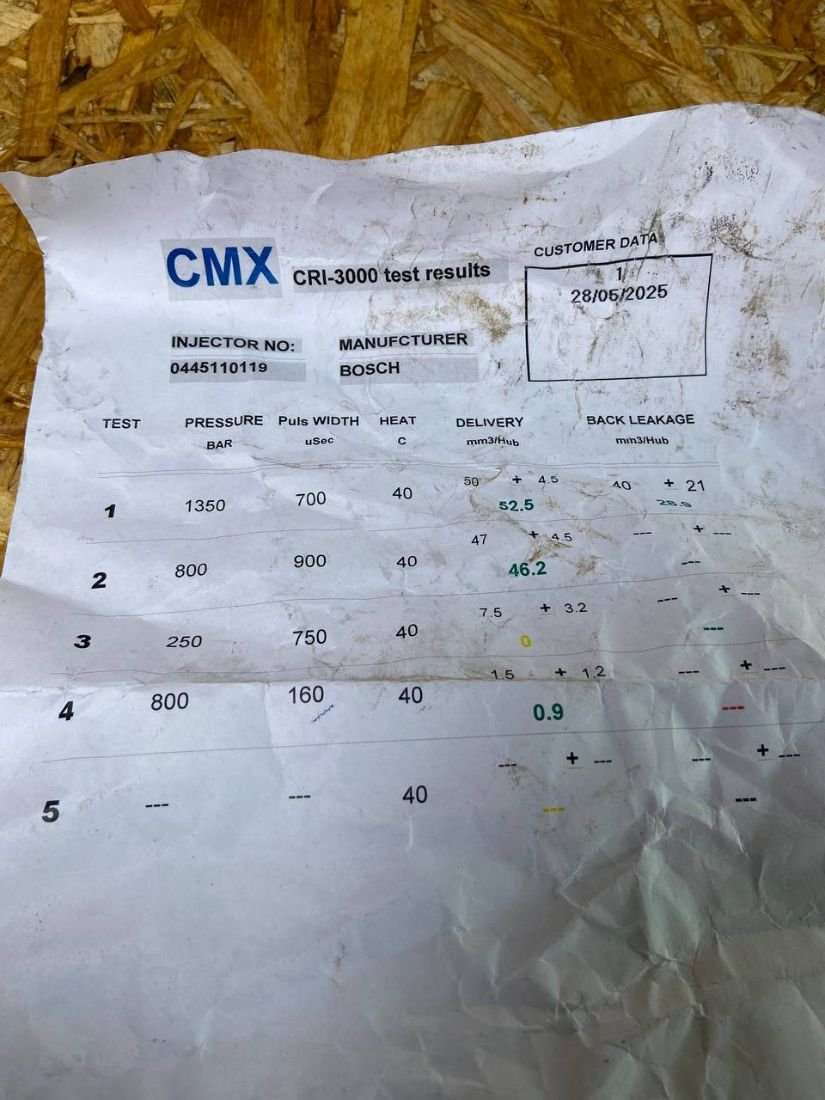 CUSTOMER DATA
CMX CRI-3000 test results
1/
28/05/2025
INJECTOR NO: MANUFCTURER
0445110119 BOSCH
TEST PRESSURE Puls WIDTH HEAT DELIVERY BACK LEAKAGE
BAR uSec C mm3/Hub mm3/Hub
50 + 4.5 40 + 21
1 1350 700 40 52.5 28.9
47 + 4.5 --- + ---
2 800 900 40 46.2 ---
7.5 + 3.2 --- + ---
3 250 750 40 0 ---
1.5 + 1.2 --- + ---
4 800 160 40 0.9 ---
--- + --- --- + ---
5 --- --- 40 --- ---